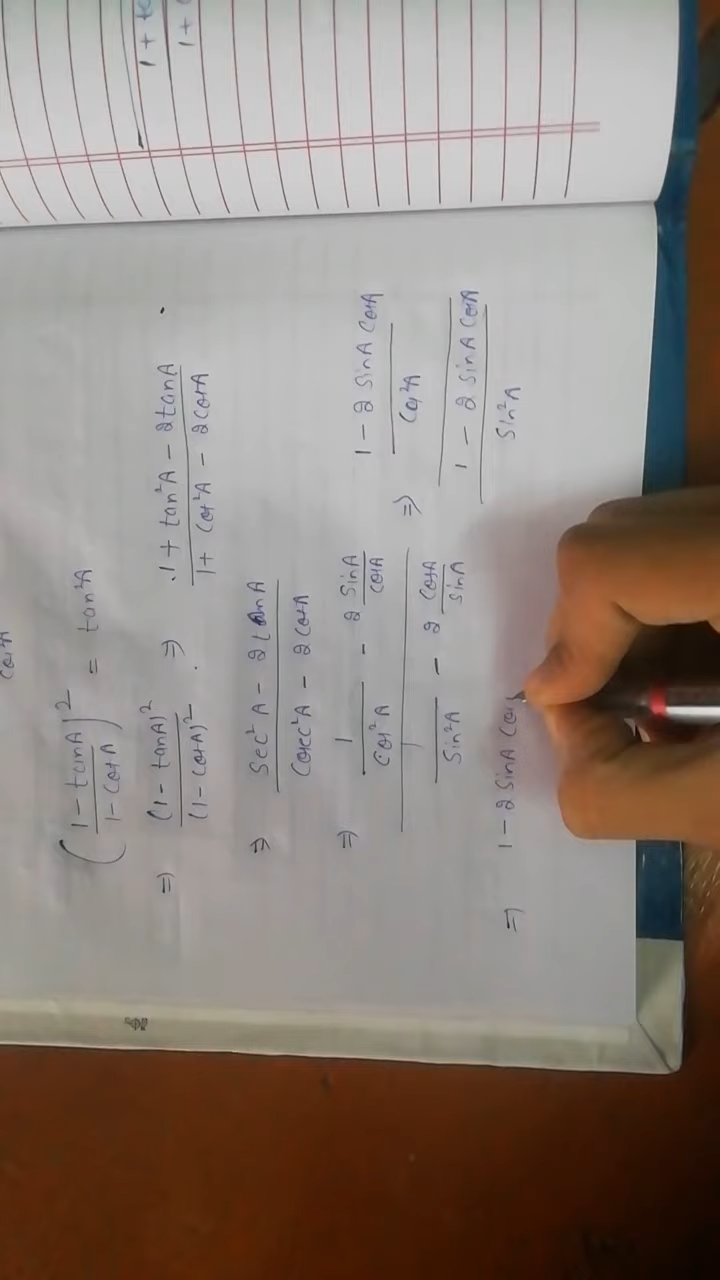 ( (1 - tanA) / (1 - cotA) )² = tan²A
⇒ (1 - tanA)² / (1 - cotA)² . ⇒ 1 + tan²A - 2tanA / 1 + cot²A - 2cotA
⇒ Sec²A - 2tanA / Cosec²A - 2cotA
⇒ 1/Cos²A - 2 SinA/CosA / 1/Sin²A - 2 CosA/SinA ⇒ 1 - 2 SinA CosA / Cos²A / 1 - 2 SinA CosA / Sin²A
⇒ 1 - 2 SinA Cos